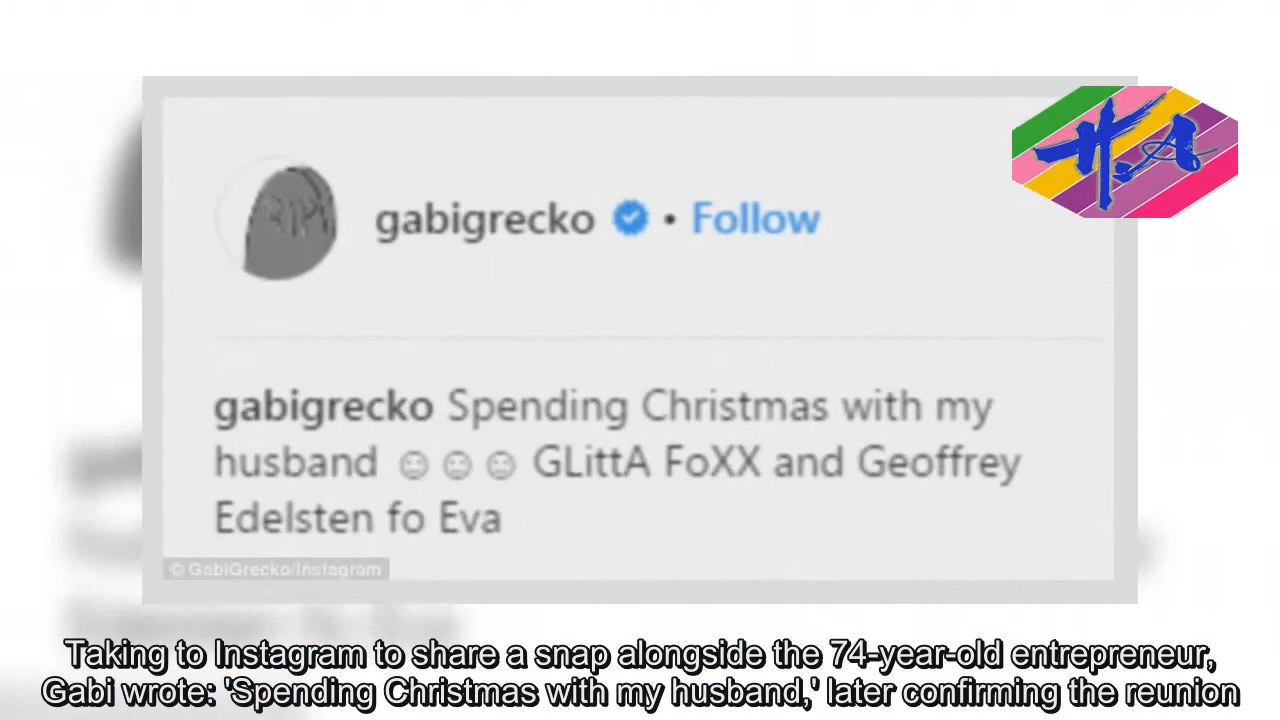 H.A
gabigrecko • Follow
gabigrecko Spending Christmas with my
husband 😐 😐 😐 GLittA FoXX and Geoffrey
Edelsten fo Eva
© GabiGrecko/Instagram
Taking to Instagram to share a snap alongside the 74-year-old entrepreneur,
Gabi wrote: 'Spending Christmas with my husband,' later confirming the reunion